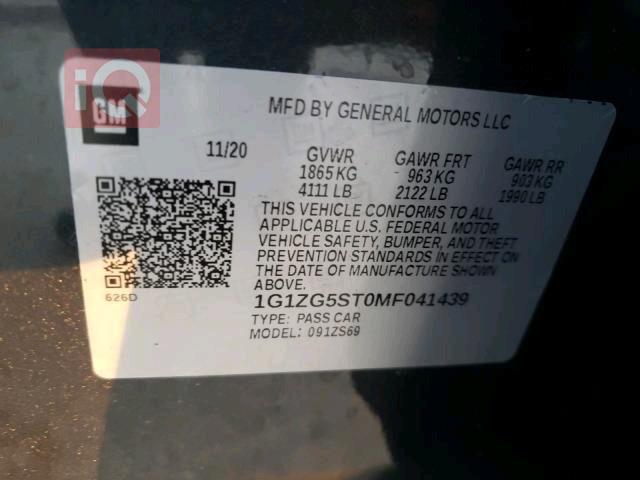 iQ
GM
MFD BY GENERAL MOTORS LLC
11/20 GVWR GAWR FRT GAWR RR
1865 KG 963 KG 903 KG
4111 LB 2122 LB 1990 LB
THIS VEHICLE CONFORMS TO ALL
APPLICABLE U.S. FEDERAL MOTOR
VEHICLE SAFETY, BUMPER, AND THEFT
PREVENTION STANDARDS IN EFFECT ON
THE DATE OF MANUFACTURE SHOWN
ABOVE.
626D
1G1ZG5ST0MF041439
TYPE: PASS CAR
MODEL: 091ZS69